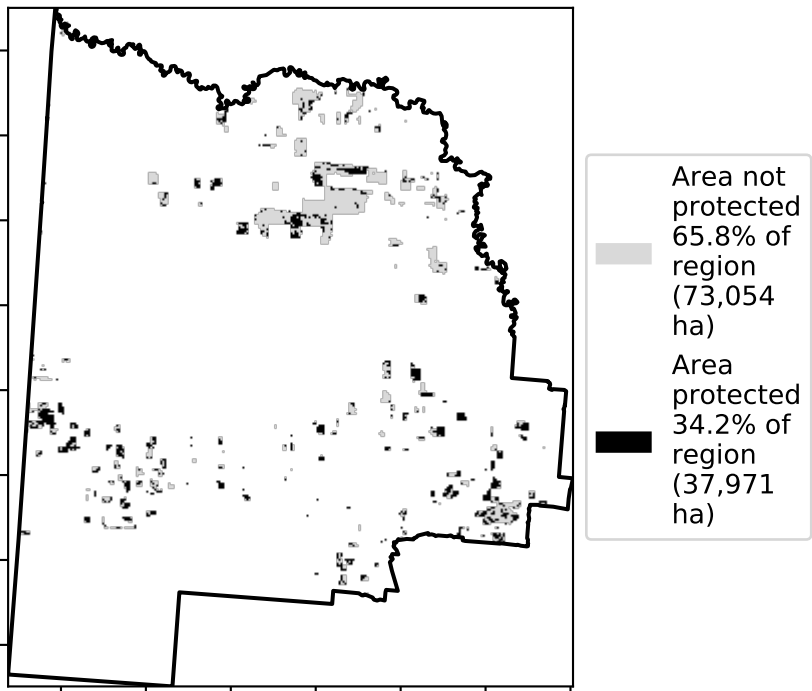 Area not
protected
65.8% of
region
(73,054
ha)
Area
protected
34.2% of
region
(37,971
ha)